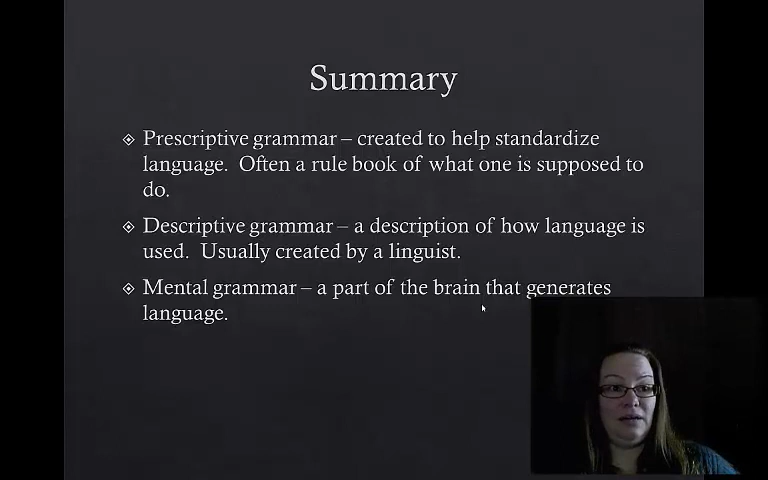 Summary
Prescriptive grammar – created to help standardize
language.  Often a rule book of what one is supposed to
do.
Descriptive grammar – a description of how language is
used.  Usually created by a linguist.
Mental grammar – a part of the brain that generates
language.